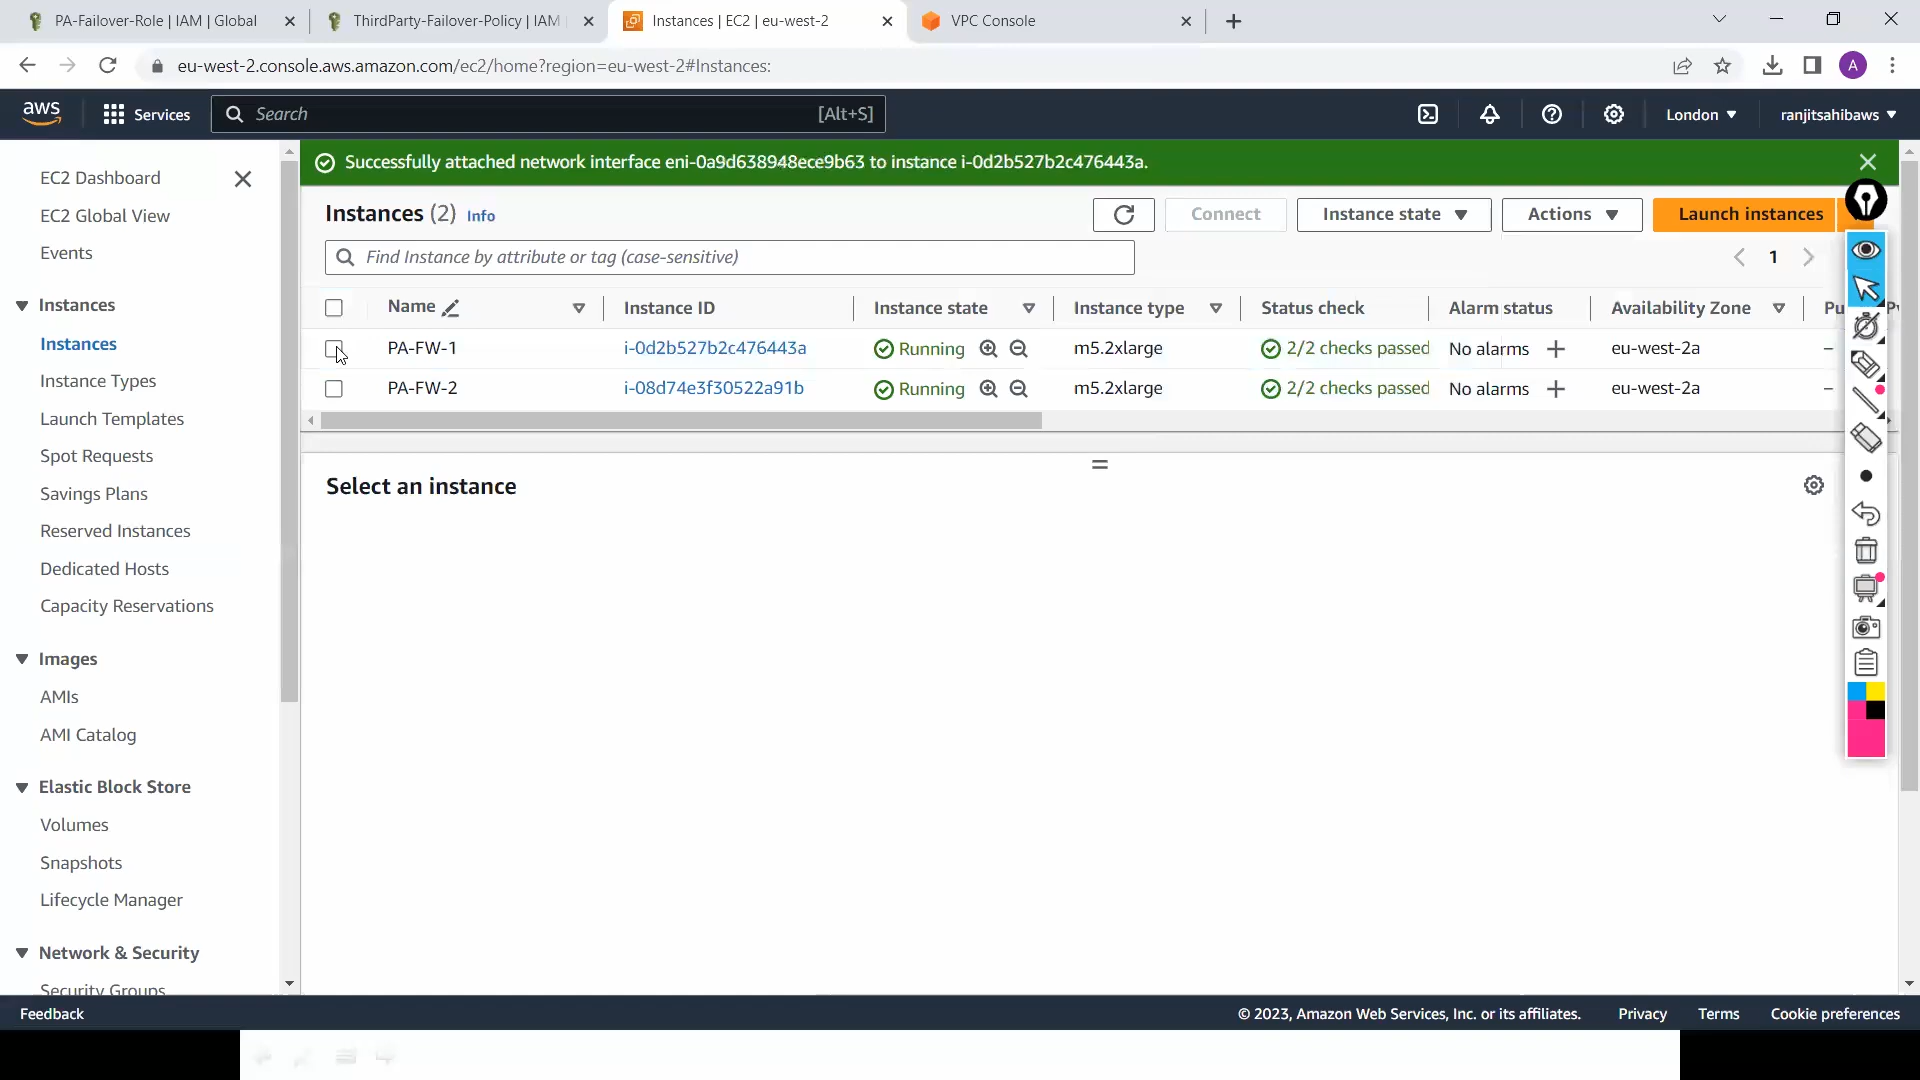 PA-Failover-Role | IAM | Global
ThirdParty-Failover-Policy | IAM
Instances | EC2 | eu-west-2
VPC Console
eu-west-2.console.aws.amazon.com/ec2/home?region=eu-west-2#Instances:
A
aws
Services
Search
[Alt+S]
London
ranjitsahibaws
EC2 Dashboard
EC2 Global View
Events
Instances
Instances
Instance Types
Launch Templates
Spot Requests
Savings Plans
Reserved Instances
Dedicated Hosts
Capacity Reservations
Images
AMIs
AMI Catalog
Elastic Block Store
Volumes
Snapshots
Lifecycle Manager
Network & Security
Security Groups
Successfully attached network interface eni-0a9d638948ece9b63 to instance i-0d2b527b2c476443a.
Instances (2) Info
Connect
Instance state
Actions
Launch instances
Find Instance by attribute or tag (case-sensitive)
1
Name Instance ID Instance state Instance type Status check Alarm status Availability Zone Pu
PA-FW-1 i-0d2b527b2c476443a Running m5.2xlarge 2/2 checks passed No alarms + eu-west-2a –
PA-FW-2 i-08d74e3f30522a91b Running m5.2xlarge 2/2 checks passed No alarms + eu-west-2a –
Select an instance
Feedback
© 2023, Amazon Web Services, Inc. or its affiliates.
Privacy
Terms
Cookie preferences